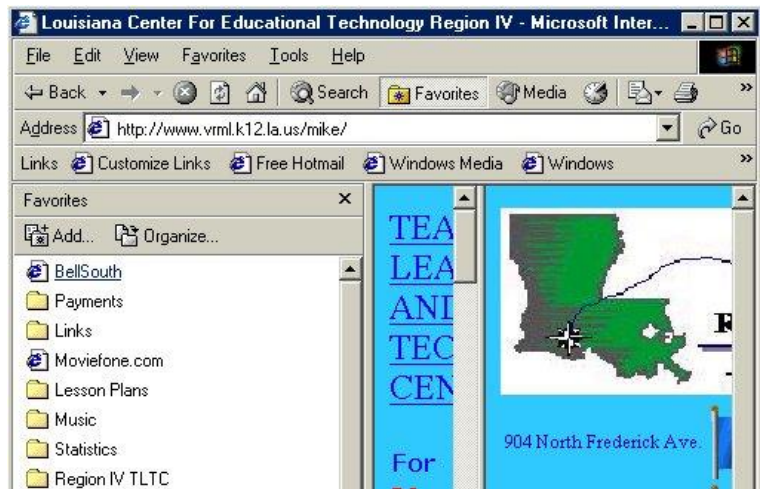 Louisiana Center For Educational Technology Region IV - Microsoft Inter...
File Edit View Favorites Tools Help
Back Search Favorites Media »
Address http://www.vrml.k12.la.us/mike/ Go
Links Customize Links Free Hotmail Windows Media Windows »
Favorites
Add... Organize...
BellSouth
Payments
Links
Moviefone.com
Lesson Plans
Music
Statistics
Region IV TLTC
TEA
LEA
AND
TEC
CEN
For
R
904 North Frederick Ave.